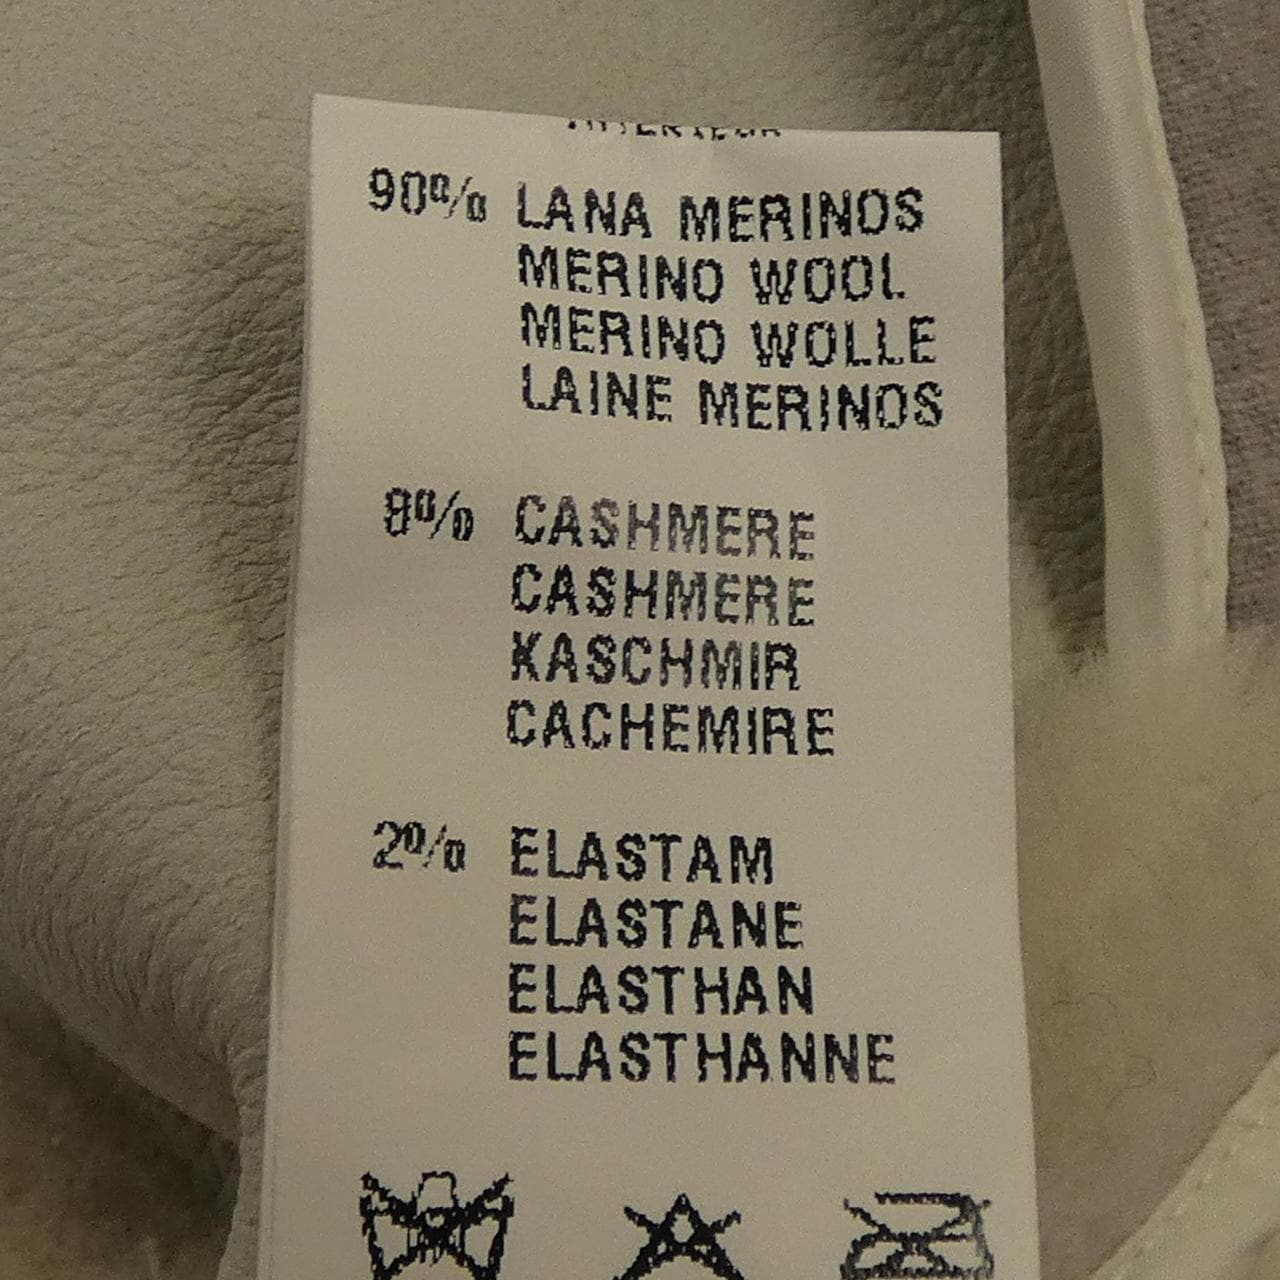 90% LANA MERINOS
MERINO WOOL
MERINO WOLLE
LAINE MERINOS
8% CASHMERE
CASHMERE
KASCHMIR
CACHEMIRE
2% ELASTAM
ELASTANE
ELASTHAN
ELASTHANNE